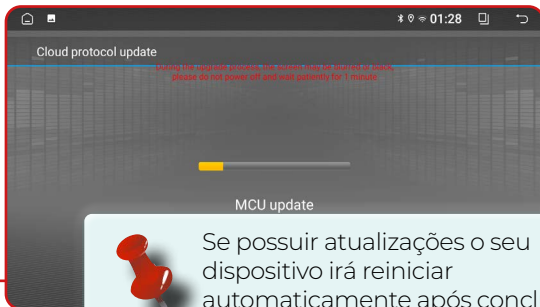 01:28
Cloud protocol update
During the upgrade process, the screen may be blurred or black,
please do not power off and wait patiently for 1 minute.
MCU update
Se possuir atualizações o seu
dispositivo irá reiniciar
automaticamente após concl